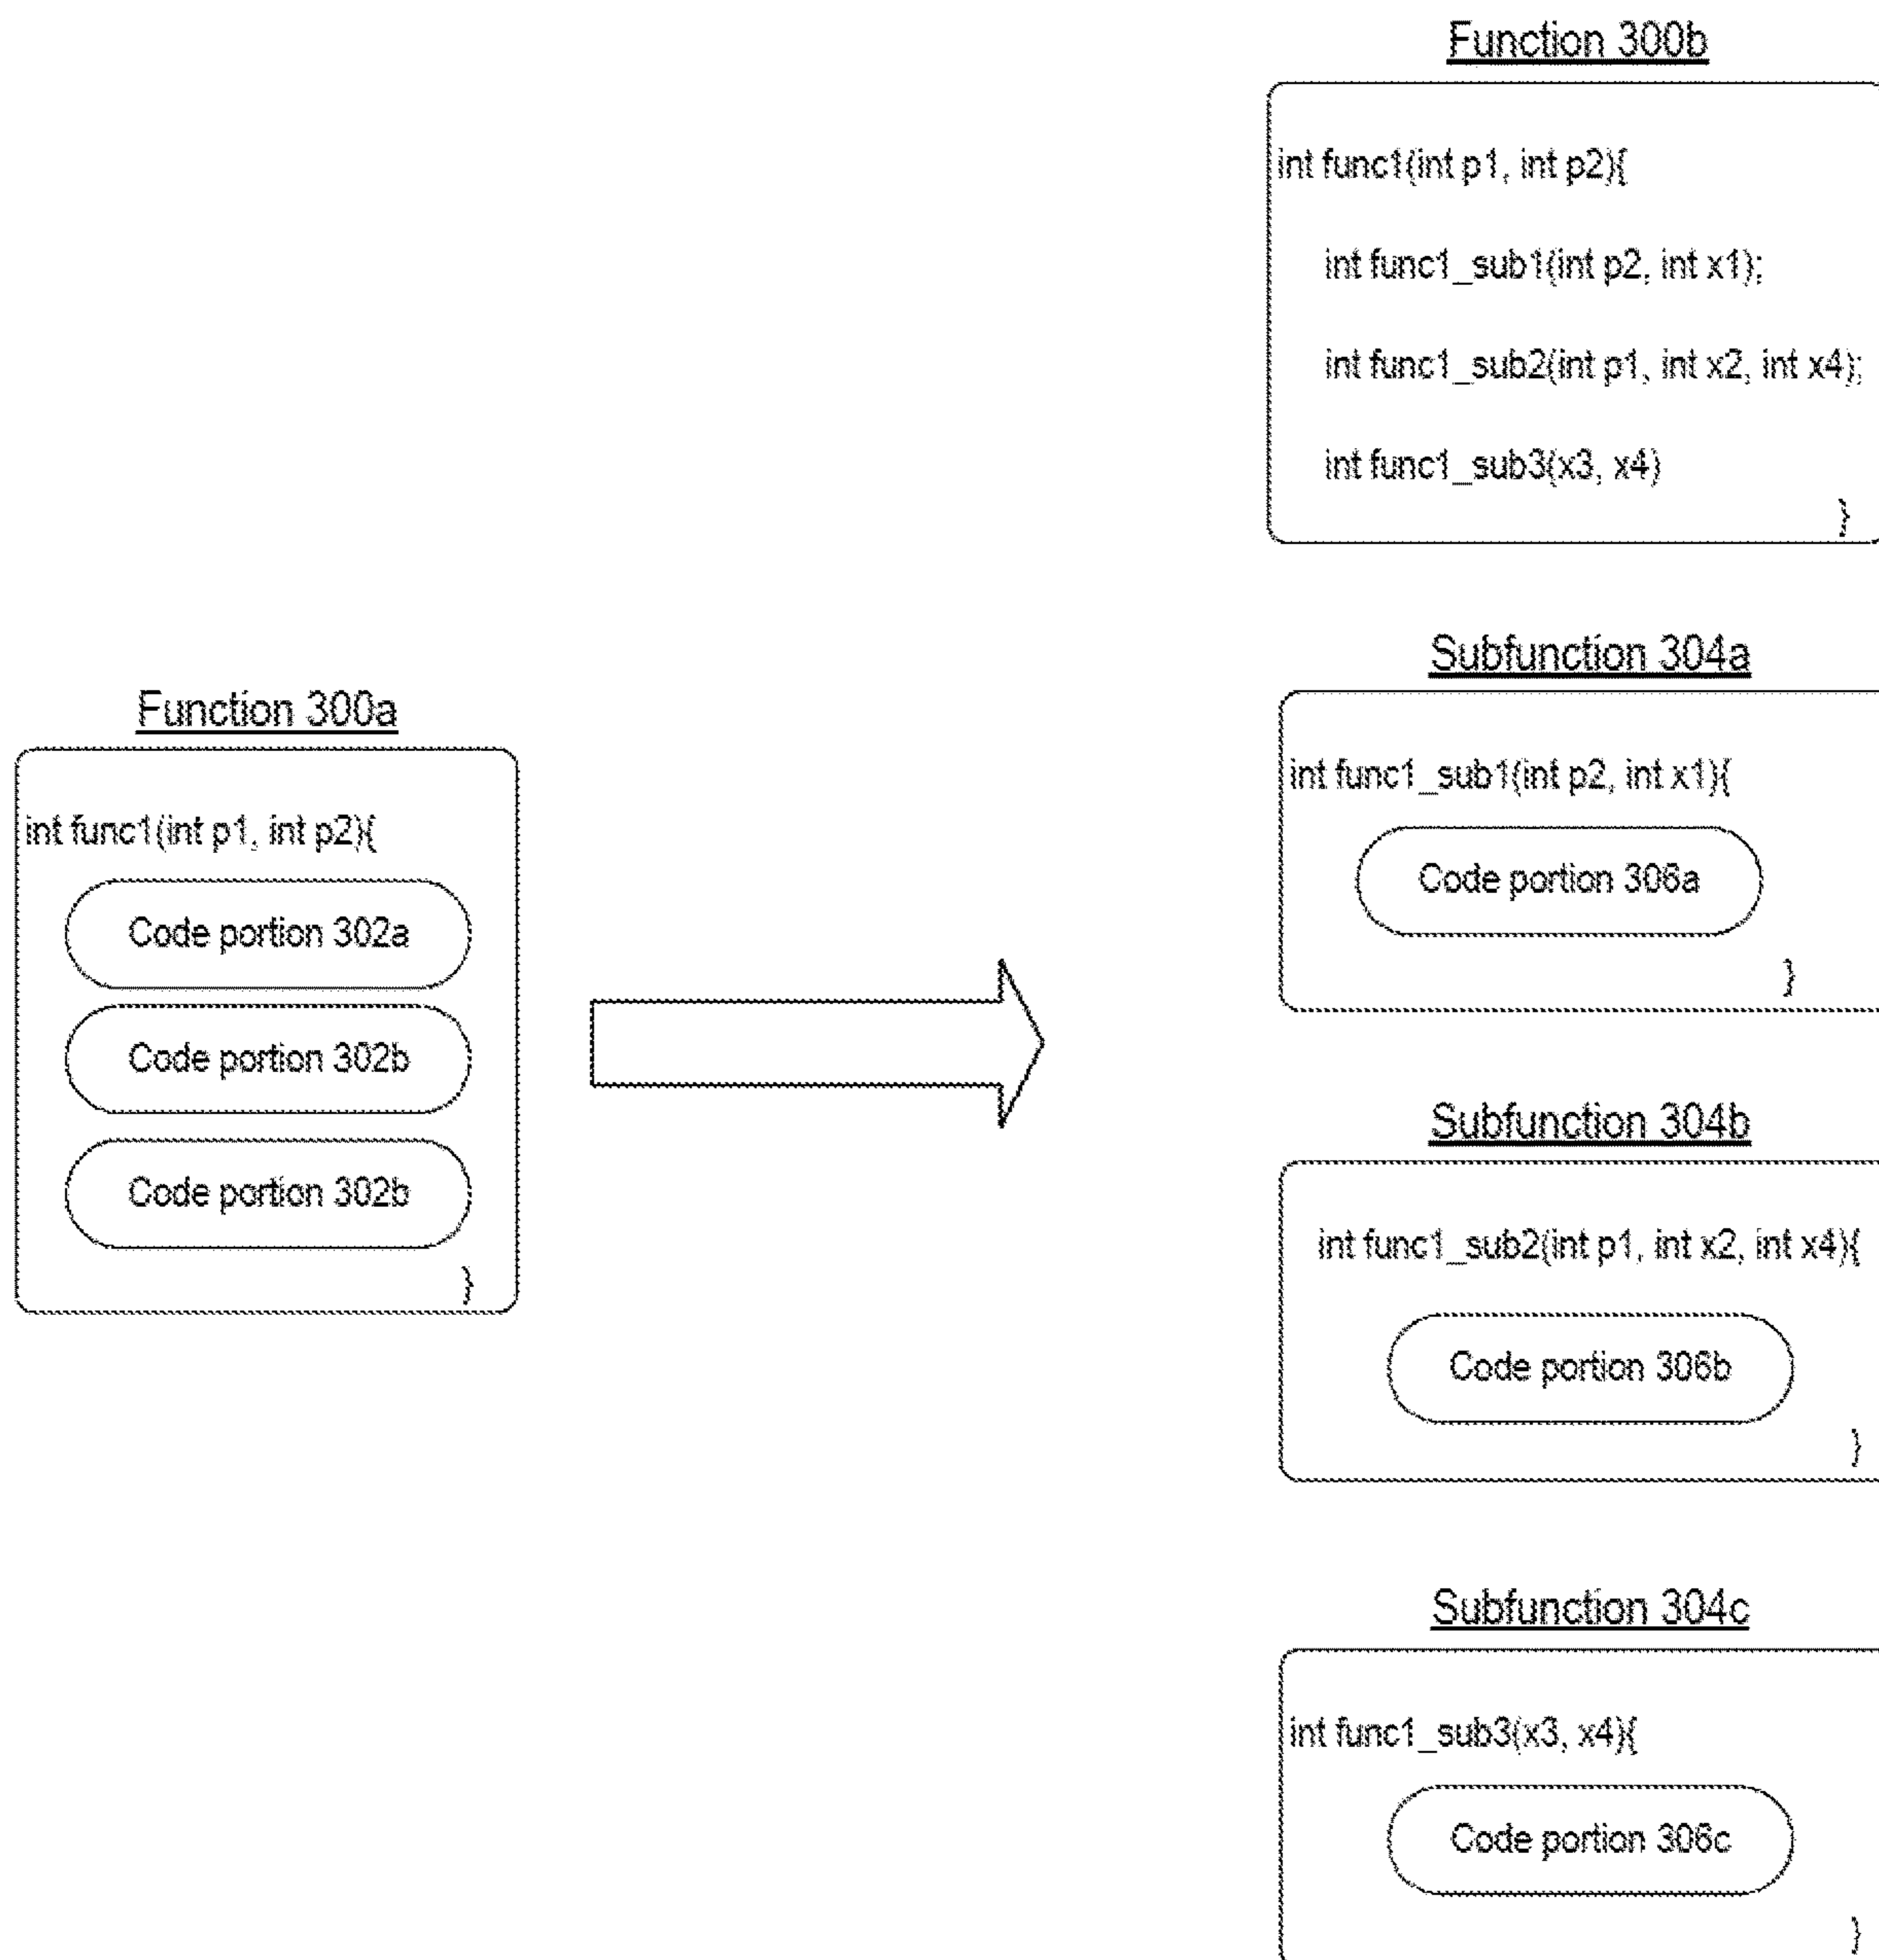 Function 300a
int func1(int p1, int p2){
Code portion 302a
Code portion 302b
Code portion 302b
}
Function 300b
int func1(int p1, int p2){
int func1_sub1(int p2, int x1);
int func1_sub2(int p1, int x2, int x4);
int func1_sub3(x3, x4)
}
Subfunction 304a
int func1_sub1(int p2, int x1){
Code portion 306a
}
Subfunction 304b
int func1_sub2(int p1, int x2, int x4){
Code portion 306b
}
Subfunction 304c
int func1_sub3(x3, x4){
Code portion 306c
}